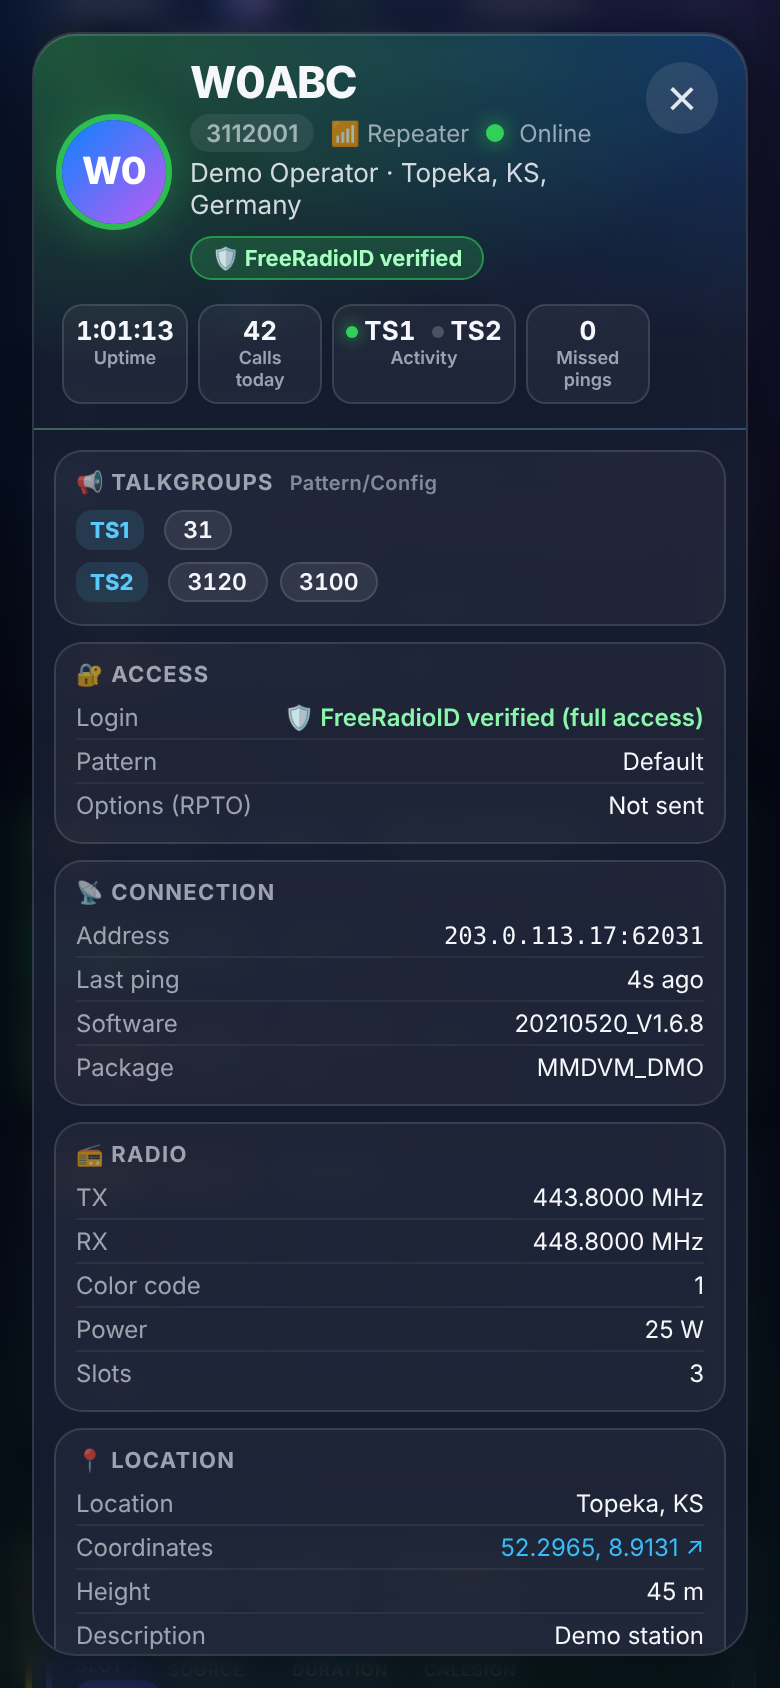 W0ABC
W0
3112001 Repeater Online
Demo Operator · Topeka, KS,
Germany
FreeRadioID verified
1:01:13
Uptime
42
Calls
today
TS1 TS2
Activity
0
Missed
pings
TALKGROUPS Pattern/Config
TS1 31
TS2 3120 3100
ACCESS
Login FreeRadioID verified (full access)
Pattern Default
Options (RPTO) Not sent
CONNECTION
Address 203.0.113.17:62031
Last ping 4s ago
Software 20210520_V1.6.8
Package MMDVM_DMO
RADIO
TX 443.8000 MHz
RX 448.8000 MHz
Color code 1
Power 25 W
Slots 3
LOCATION
Location Topeka, KS
Coordinates 52.2965, 8.9131 ↗
Height 45 m
Description Demo station
SOURCE DURATION CALLSIGN